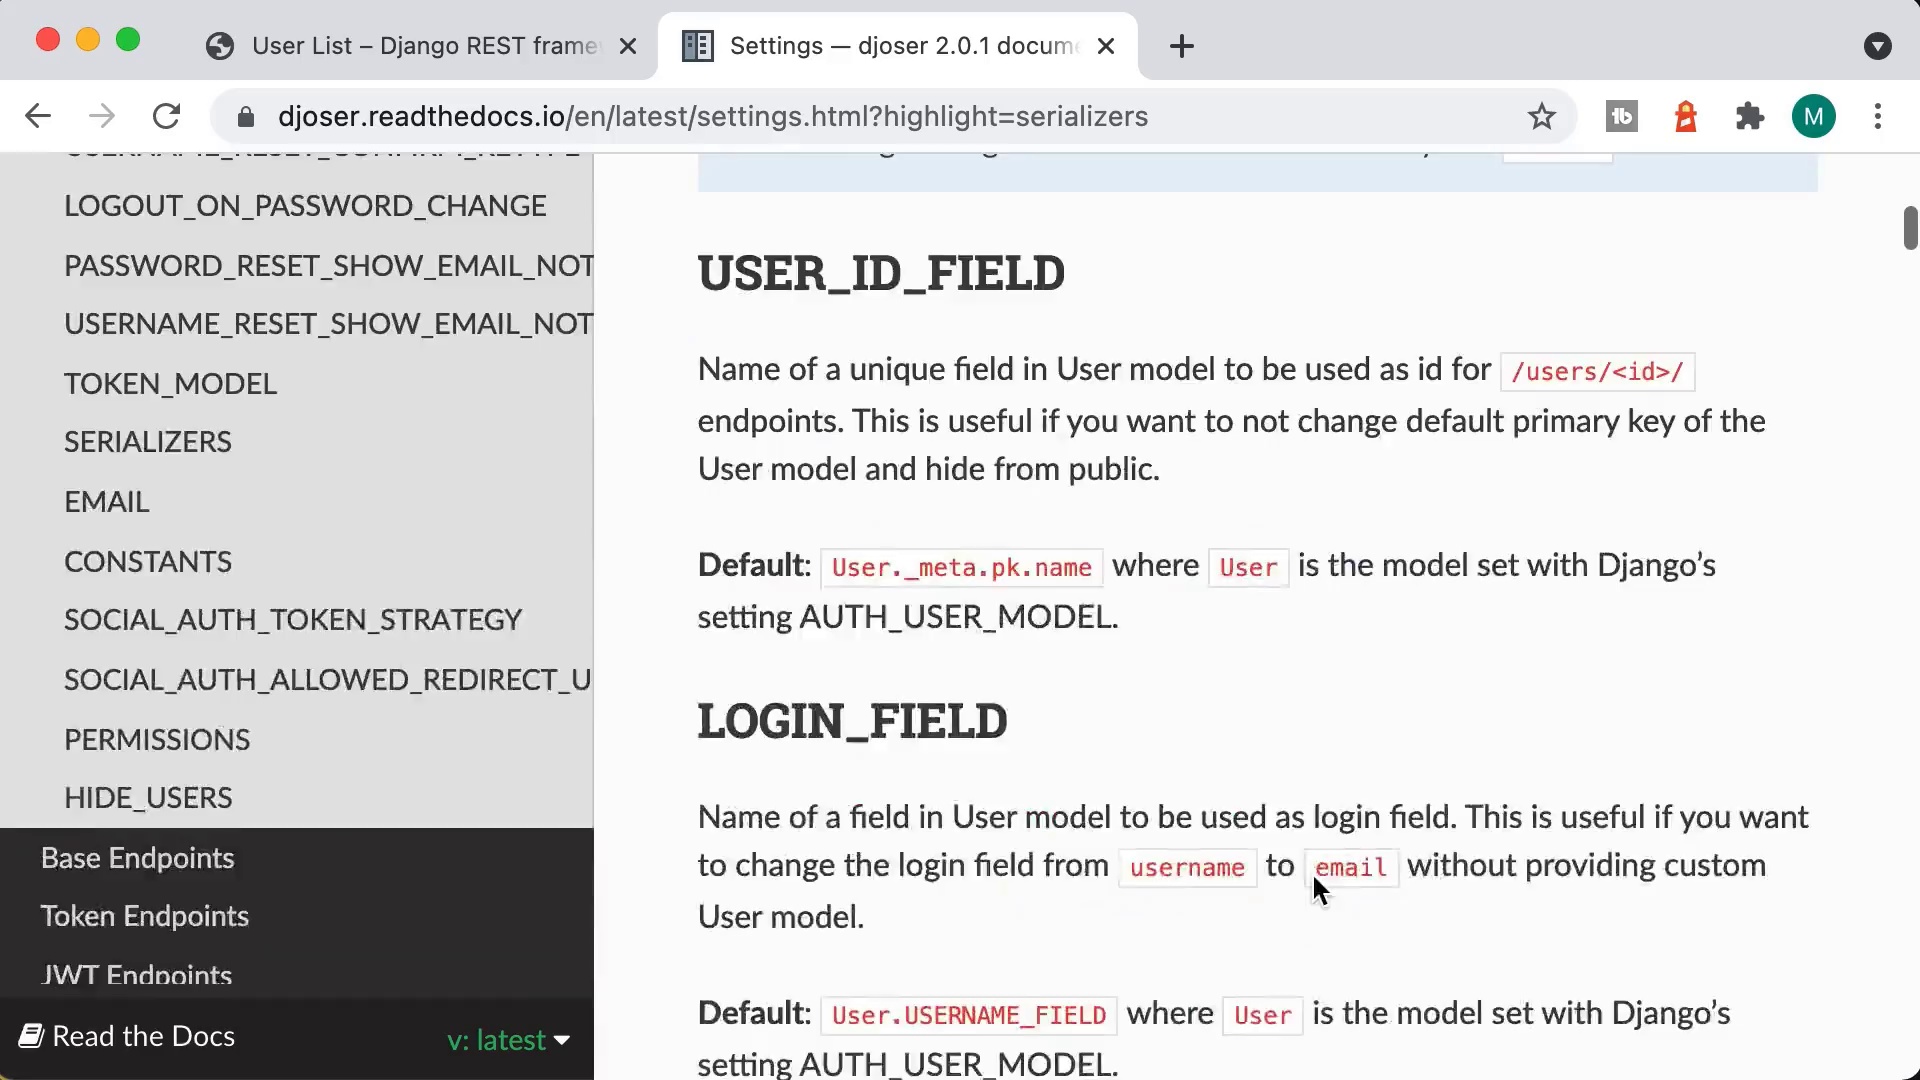 User List – Django REST frame
Settings — djoser 2.0.1 docum
djoser.readthedocs.io/en/latest/settings.html?highlight=serializers
M
LOGOUT_ON_PASSWORD_CHANGE
PASSWORD_RESET_SHOW_EMAIL_NOT
USERNAME_RESET_SHOW_EMAIL_NOT
TOKEN_MODEL
SERIALIZERS
EMAIL
CONSTANTS
SOCIAL_AUTH_TOKEN_STRATEGY
SOCIAL_AUTH_ALLOWED_REDIRECT_U
PERMISSIONS
HIDE_USERS
Base Endpoints
Token Endpoints
JWT Endpoints
Read the Docs
v: latest
USER_ID_FIELD
Name of a unique field in User model to be used as id for /users/<id>/
endpoints. This is useful if you want to not change default primary key of the
User model and hide from public.
Default: User._meta.pk.name where User is the model set with Django’s
setting AUTH_USER_MODEL.
LOGIN_FIELD
Name of a field in User model to be used as login field. This is useful if you want
to change the login field from username to email without providing custom
User model.
Default: User.USERNAME_FIELD where User is the model set with Django’s
setting AUTH_USER_MODEL.